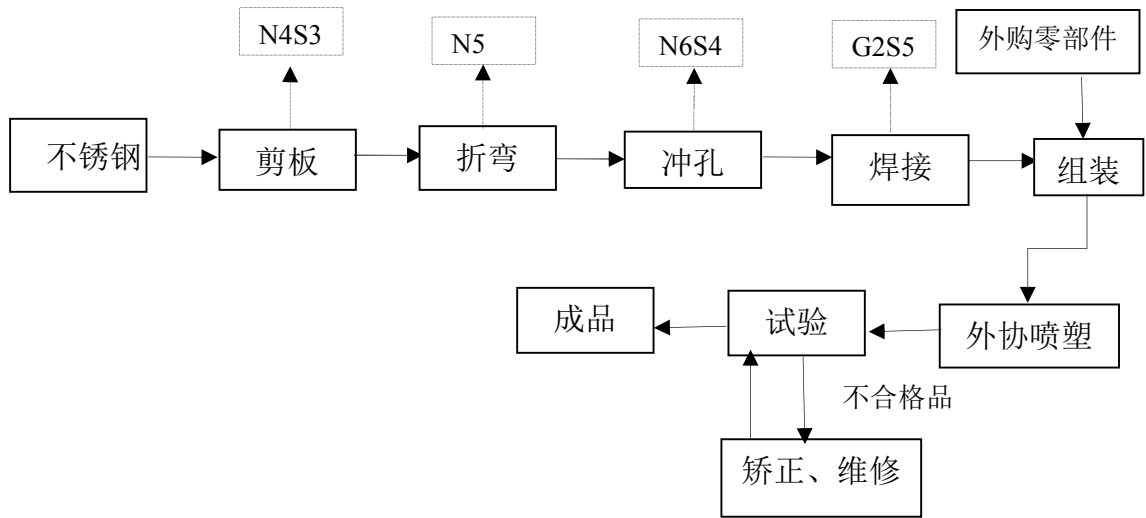 N4S3
N5
N6S4
G2S5
外购零部件
不锈钢
剪板
折弯
冲孔
焊接
组装
成品
试验
外协喷塑
不合格品
矫正、维修